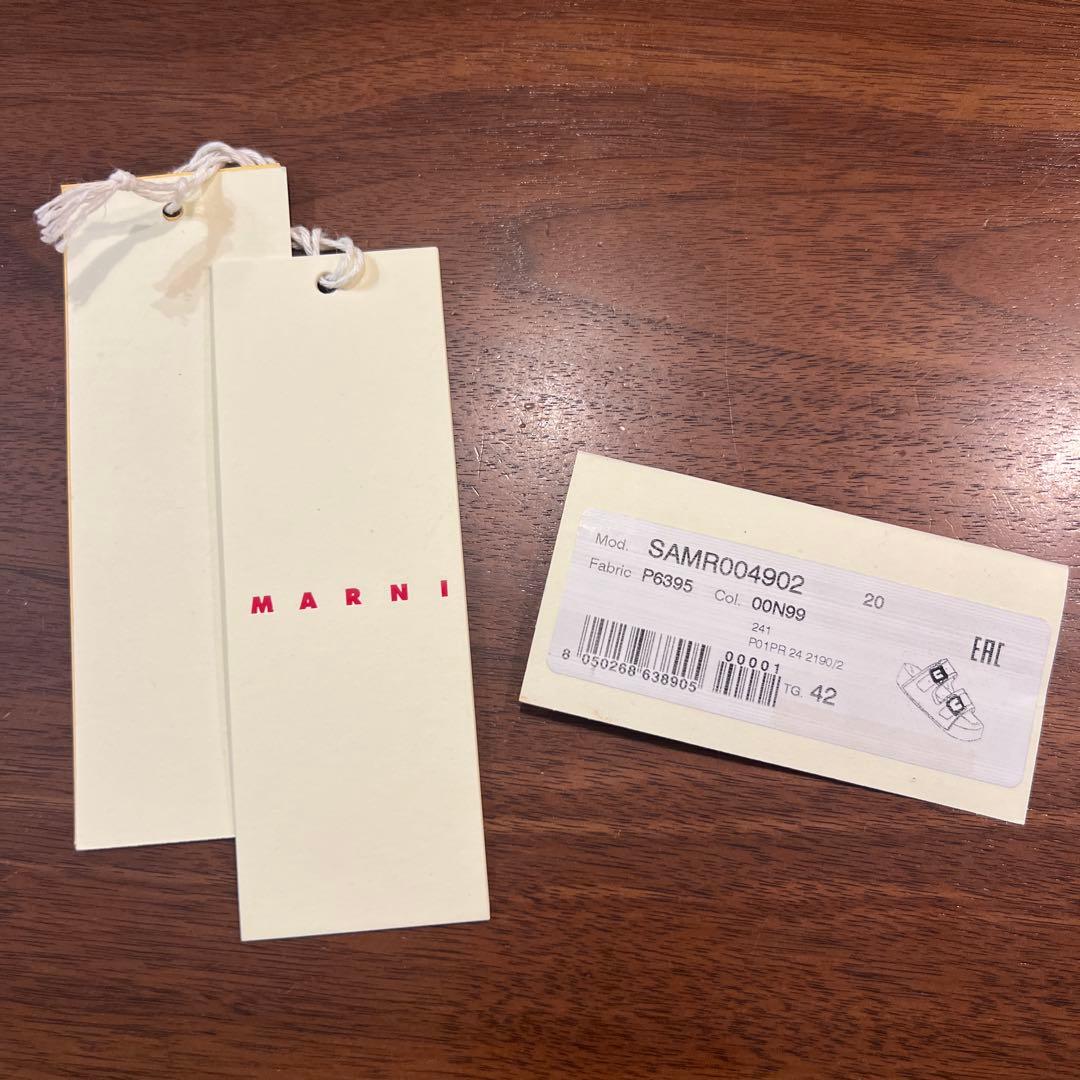 MARNI
Mod. SAMR004902 20
Fabric P6395 Col. 00N99
241
P01PR 24 2190/2
EAC
8 050268 638905 00001 TG. 42